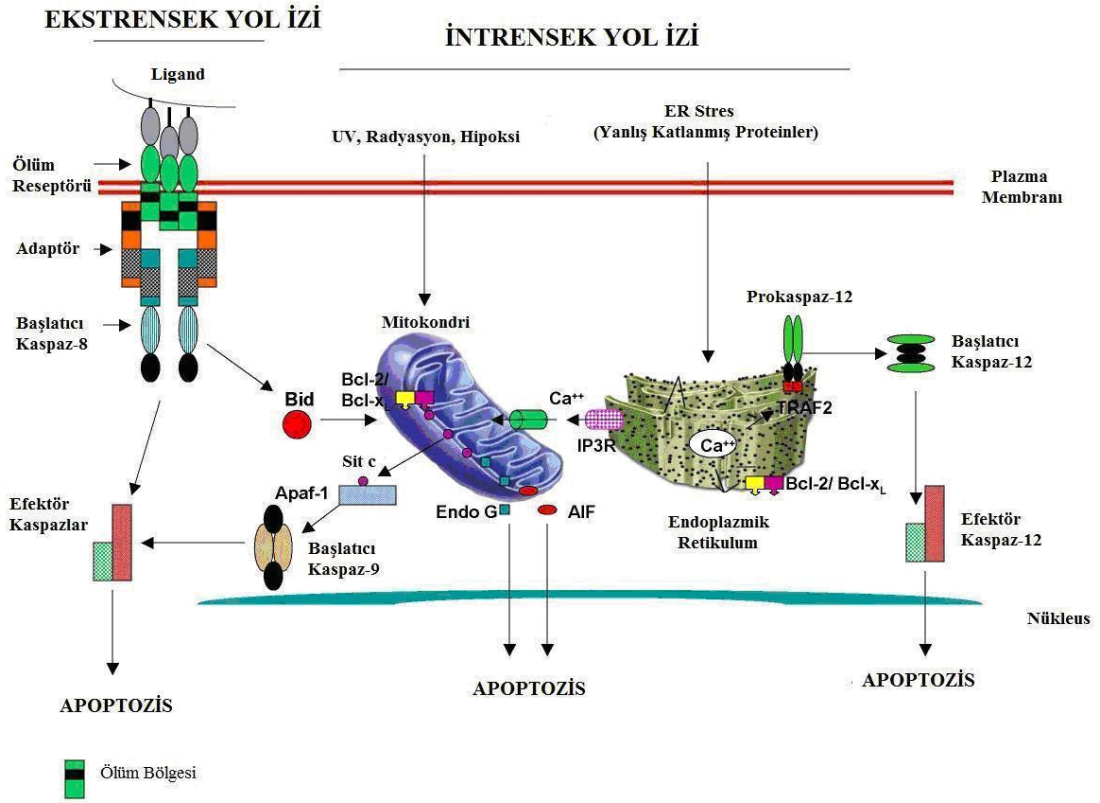 EKSTRENSEK YOL İZİ
İNTRENSEK YOL İZİ
Ligand
ER Stres
(Yanlış Katlanmış Proteinler)
UV, Radyasyon, Hipoksi
Ölüm
Reseptörü
Plazma
Membranı
Adaptör
Başlatıcı
Kaspaz-8
Mitokondri
Prokaspaz-12
Başlatıcı
Kaspaz-12
Bid
Bcl-2/
Bcl-xL
Ca++
IP3R
TRAF2
Ca++
Bcl-2/ Bcl-xL
Sit c
Apaf-1
Endo G
AIF
Endoplazmik
Retikulum
Efektör
Kaspazlar
Başlatıcı
Kaspaz-9
Efektör
Kaspaz-12
Nükleus
APOPTOZİS
APOPTOZİS
APOPTOZİS
Ölüm Bölgesi